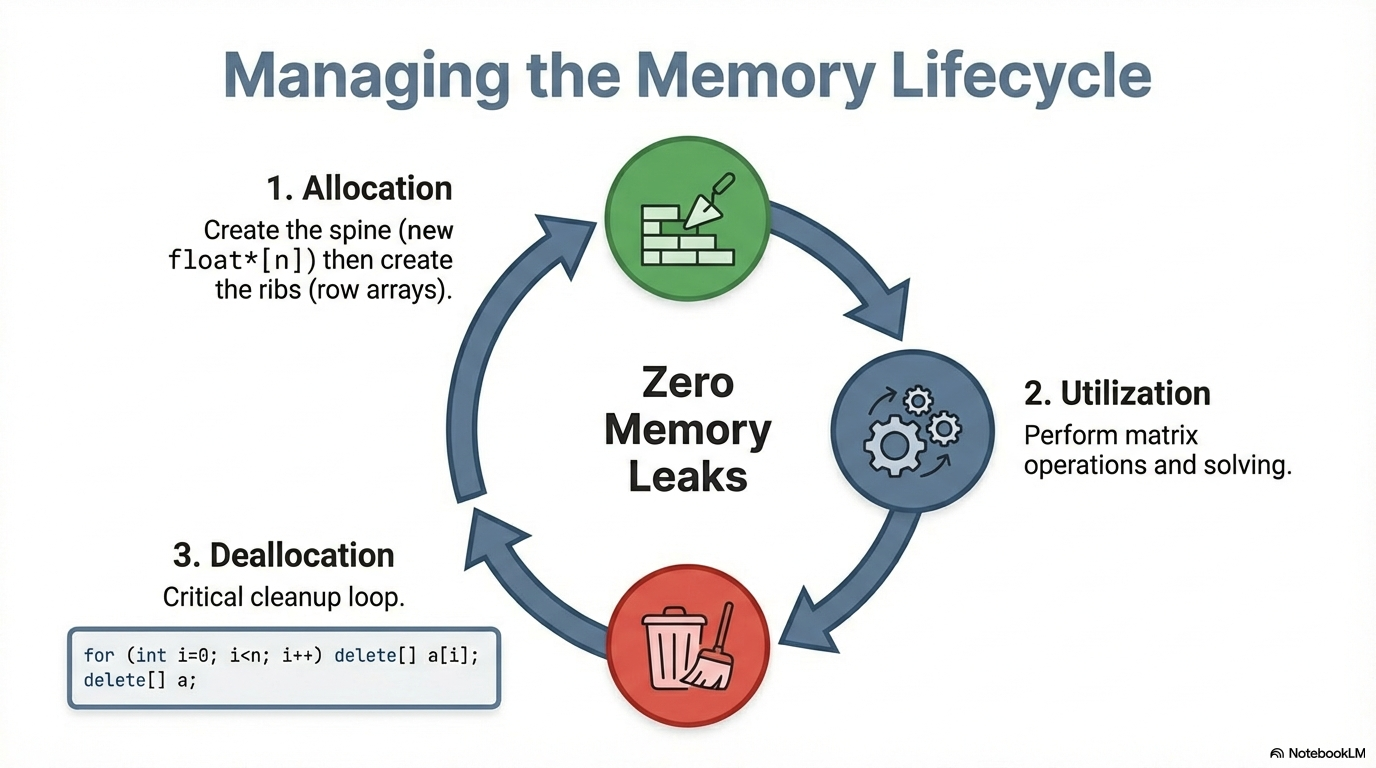 Managing the Memory Lifecycle
1. Allocation
Create the spine (new
float*[n]) then create
the ribs (row arrays).
Zero
Memory
Leaks
2. Utilization
Perform matrix
operations and solving.
3. Deallocation
Critical cleanup loop.
for (int i=0; i<n; i++) delete[] a[i];
delete[] a;
NotebookLM